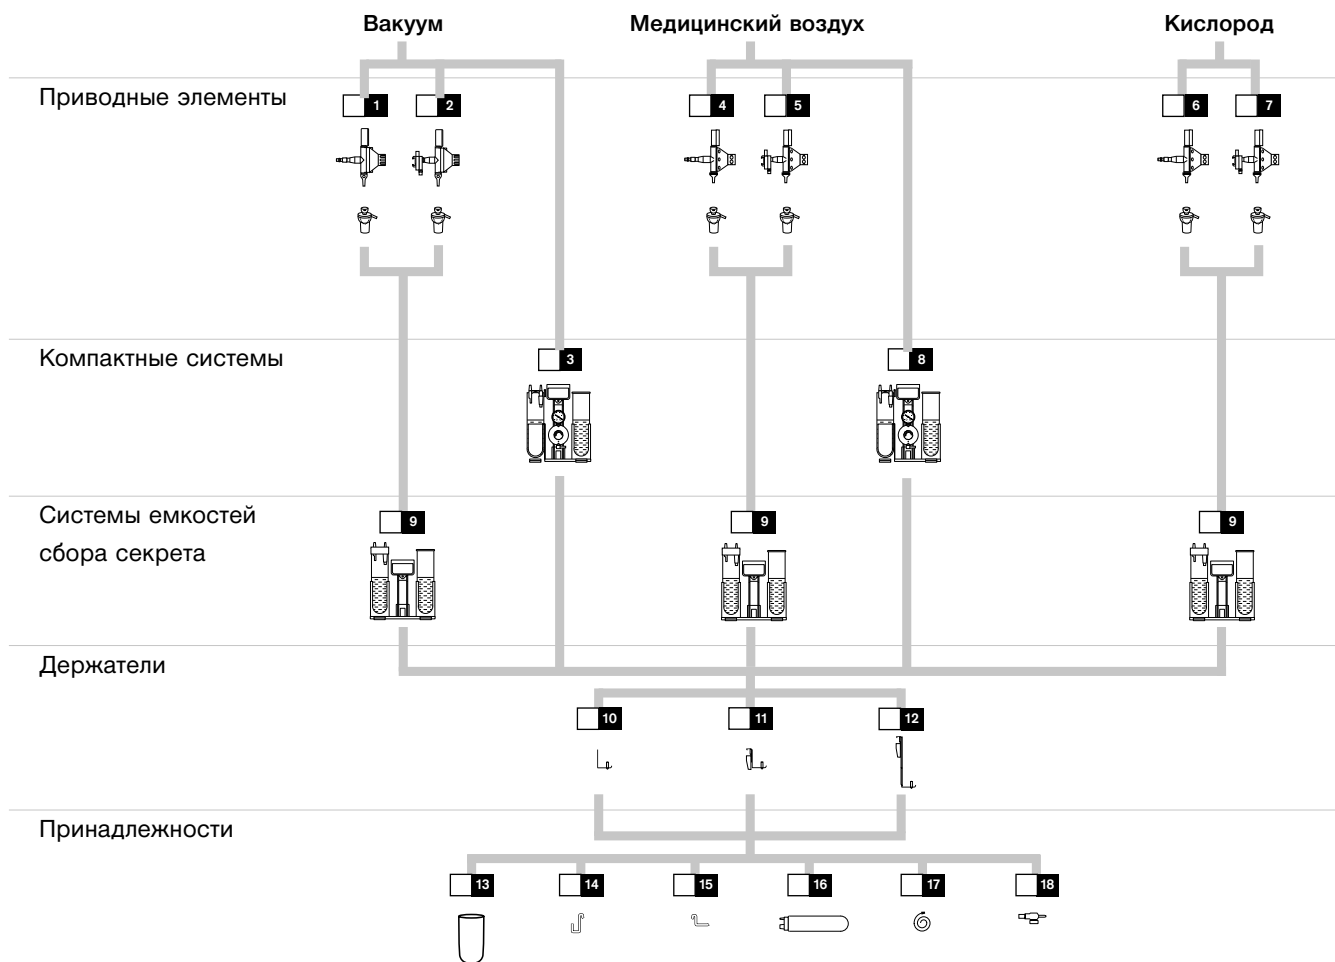 Вакуум Медицинский воздух Кислород
Приводные элементы
1 2 4 5 6 7
Компактные системы
3 8
Системы емкостей
сбора секрета
9 9 9
Держатели
10 11 12
Принадлежности
13 14 15 16 17 18